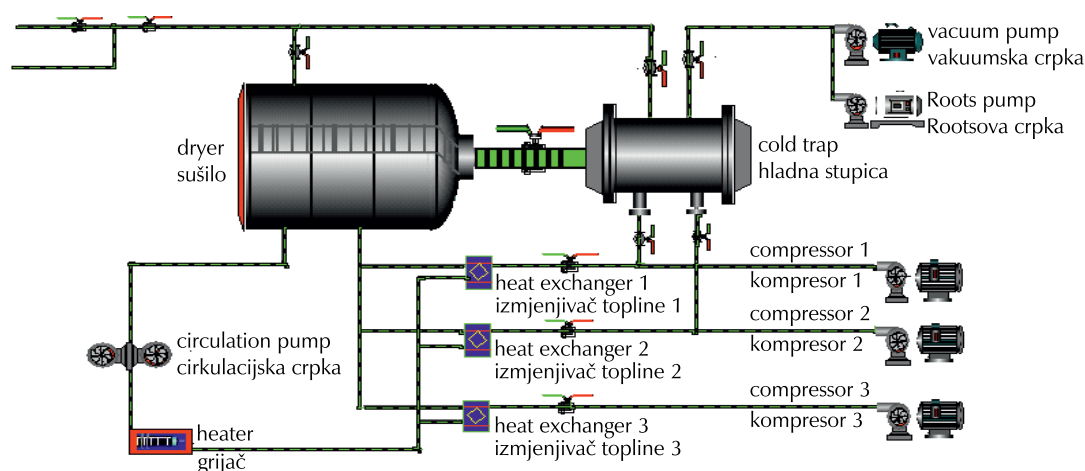 vacuum pump
vakuumska crpka
Roots pump
Rootsova crpka
dryer
sušilo
cold trap
hladna stupica
compressor 1
kompresor 1
heat exchanger 1
izmjenjivač topline 1
compressor 2
kompresor 2
heat exchanger 2
izmjenjivač topline 2
circulation pump
cirkulacijska crpka
compressor 3
kompresor 3
heat exchanger 3
izmjenjivač topline 3
heater
grijač